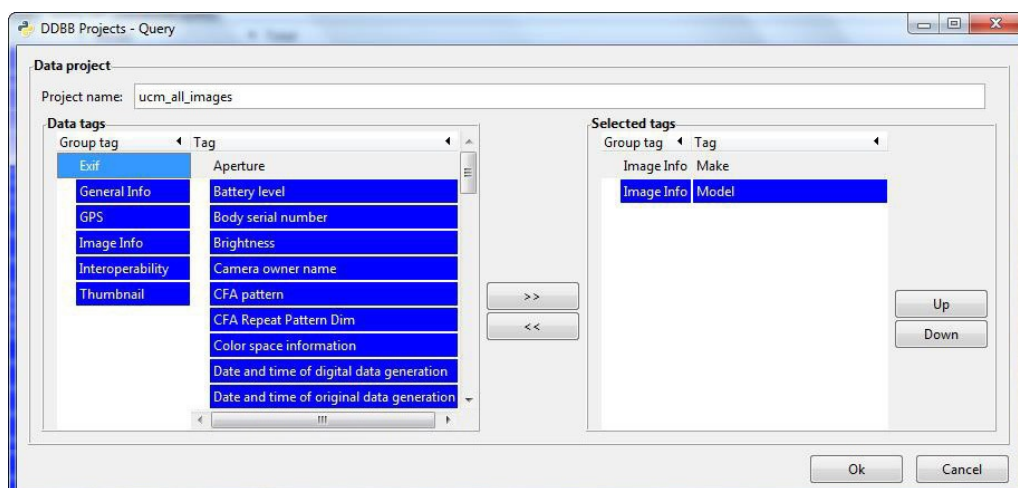 DDBB Projects - Query
Data project
Project name: ucm_all_images
Data tags
Group tag Tag
Exif Aperture
General Info Battery level
GPS Body serial number
Image Info Brightness
Interoperability Camera owner name
Thumbnail CFA pattern
CFA Repeat Pattern Dim
Color space information
Date and time of digital data generation
Date and time of original data generation
>>
<<
Selected tags
Group tag Tag
Image Info Make
Image Info Model
Up
Down
Ok Cancel